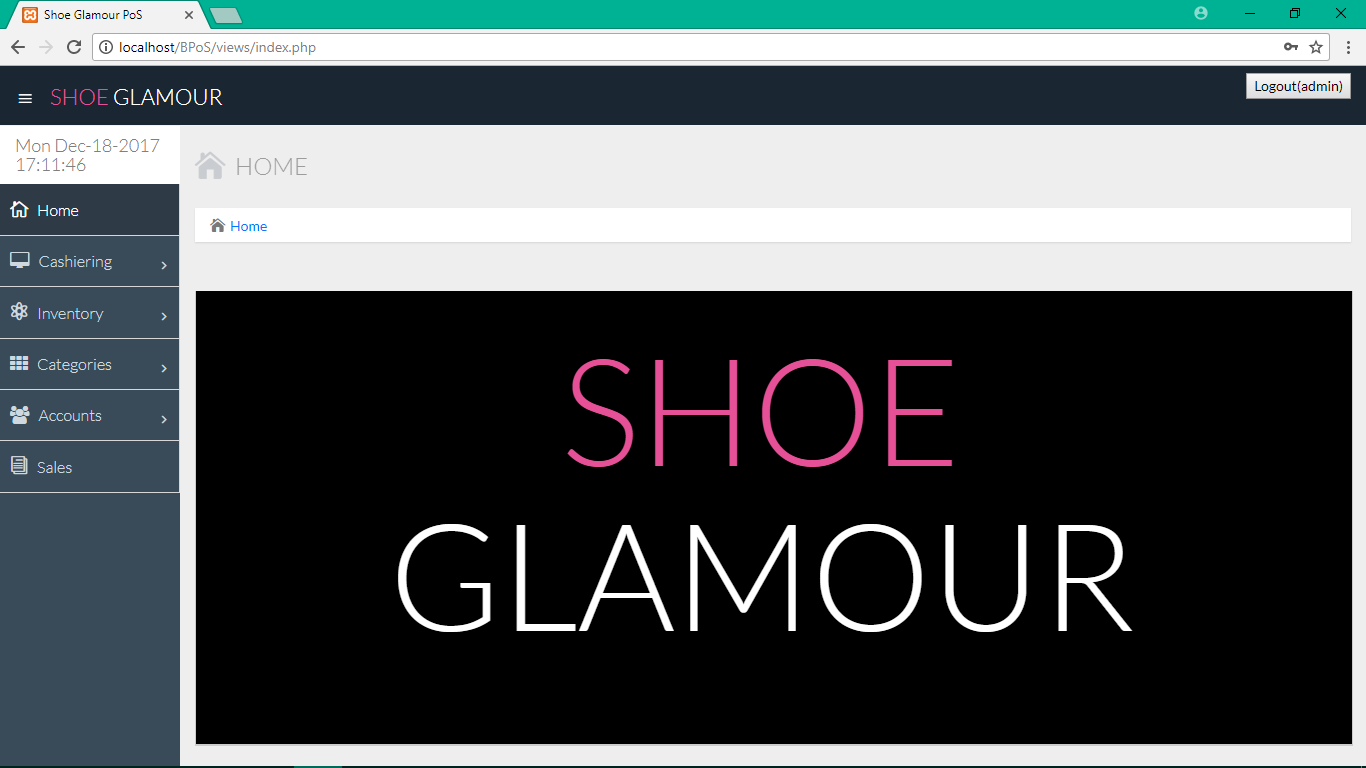 Shoe Glamour PoS
localhost/BPoS/views/index.php
SHOE GLAMOUR
Logout(admin)
Mon Dec-18-2017
17:11:46
HOME
Home
Home
Cashiering
Inventory
Categories
Accounts
Sales
SHOE
GLAMOUR